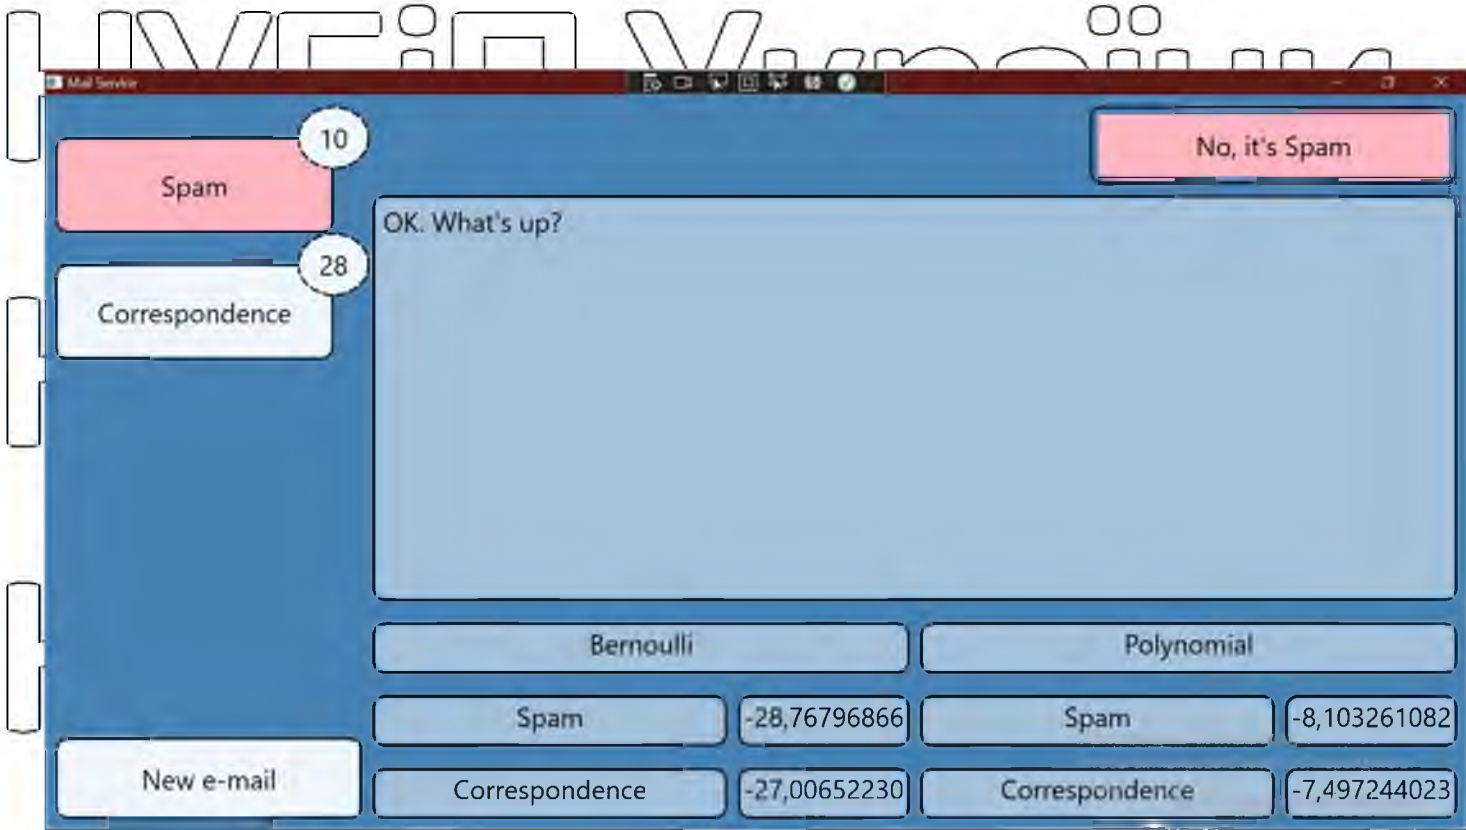 Mail Service
10
Spam
No, it's Spam
OK. What's up?
28
Correspondence
Bernoulli
Polynomial
Spam
-28,76796866
Spam
-8,103261082
New e-mail
Correspondence
-27,00652230
Correspondence
-7,497244023